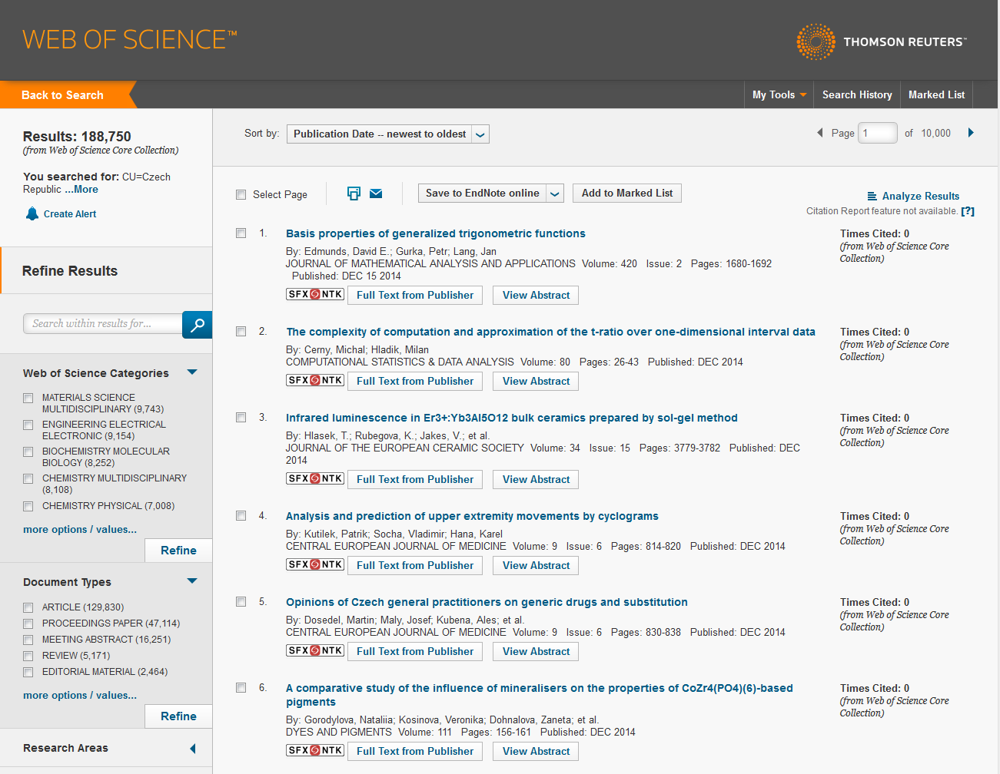 WEB OF SCIENCE™
THOMSON REUTERS™
Back to Search
My Tools
Search History
Marked List
Results: 188,750
(from Web of Science Core Collection)
You searched for: CU=Czech
Republic ...More
Create Alert
Refine Results
Search within results for...
Web of Science Categories
MATERIALS SCIENCE
MULTIDISCIPLINARY (9,743)
ENGINEERING ELECTRICAL
ELECTRONIC (9,154)
BIOCHEMISTRY MOLECULAR
BIOLOGY (8,252)
CHEMISTRY MULTIDISCIPLINARY
(8,108)
CHEMISTRY PHYSICAL (7,008)
more options / values...
Refine
Document Types
ARTICLE (129,830)
PROCEEDINGS PAPER (47,114)
MEETING ABSTRACT (16,251)
REVIEW (5,171)
EDITORIAL MATERIAL (2,464)
more options / values...
Refine
Research Areas
Sort by: Publication Date -- newest to oldest
Page 1 of 10,000
Select Page
Save to EndNote online
Add to Marked List
Analyze Results
Citation Report feature not available. [?]
1. Basis properties of generalized trigonometric functions
By: Edmunds, David E.; Gurka, Petr; Lang, Jan
JOURNAL OF MATHEMATICAL ANALYSIS AND APPLICATIONS Volume: 420 Issue: 2 Pages: 1680-1692
Published: DEC 15 2014
SFX NTK Full Text from Publisher View Abstract
Times Cited: 0
(from Web of Science Core
Collection)
2. The complexity of computation and approximation of the t-ratio over one-dimensional interval data
By: Cerny, Michal; Hladik, Milan
COMPUTATIONAL STATISTICS & DATA ANALYSIS Volume: 80 Pages: 26-43 Published: DEC 2014
SFX NTK Full Text from Publisher View Abstract
Times Cited: 0
(from Web of Science Core
Collection)
3. Infrared luminescence in Er3+:Yb3Al5O12 bulk ceramics prepared by sol-gel method
By: Hlasek, T.; Rubegova, K.; Jakes, V.; et al.
JOURNAL OF THE EUROPEAN CERAMIC SOCIETY Volume: 34 Issue: 15 Pages: 3779-3782 Published: DEC
2014
SFX NTK Full Text from Publisher View Abstract
Times Cited: 0
(from Web of Science Core
Collection)
4. Analysis and prediction of upper extremity movements by cyclograms
By: Kutilek, Patrik; Socha, Vladimir; Hana, Karel
CENTRAL EUROPEAN JOURNAL OF MEDICINE Volume: 9 Issue: 6 Pages: 814-820 Published: DEC 2014
SFX NTK Full Text from Publisher View Abstract
Times Cited: 0
(from Web of Science Core
Collection)
5. Opinions of Czech general practitioners on generic drugs and substitution
By: Dosedel, Martin; Maly, Josef; Kubena, Ales; et al.
CENTRAL EUROPEAN JOURNAL OF MEDICINE Volume: 9 Issue: 6 Pages: 830-838 Published: DEC 2014
SFX NTK Full Text from Publisher View Abstract
Times Cited: 0
(from Web of Science Core
Collection)
6. A comparative study of the influence of mineralisers on the properties of CoZr4(PO4)(6)-based
pigments
By: Gorodylova, Nataliia; Kosinova, Veronika; Dohnalova, Zaneta; et al.
DYES AND PIGMENTS Volume: 111 Pages: 156-161 Published: DEC 2014
SFX NTK Full Text from Publisher View Abstract
Times Cited: 0
(from Web of Science Core
Collection)